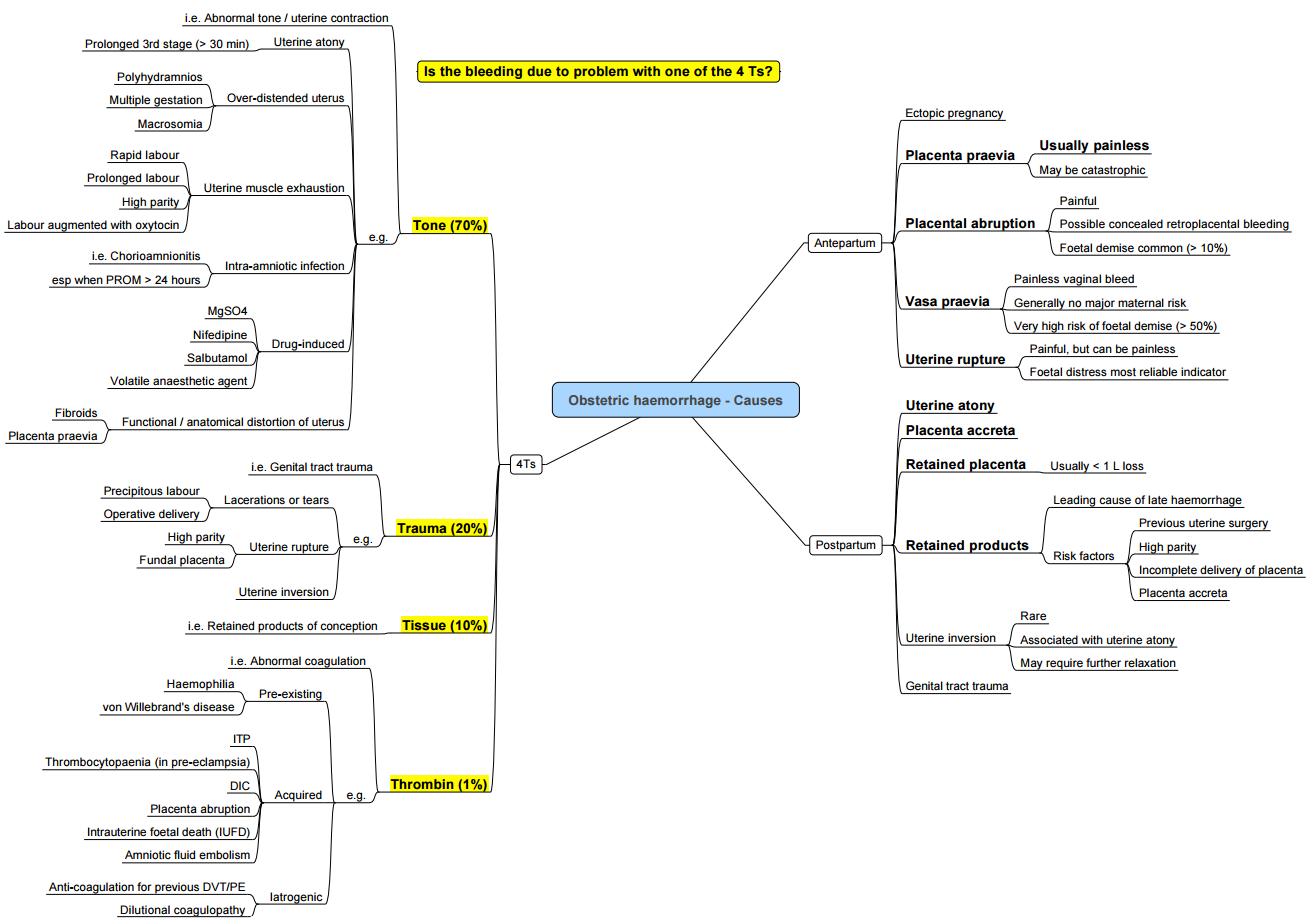 Is the bleeding due to problem with one of the 4 Ts?
Obstetric haemorrhage - Causes
4Ts
Tone (70%)
i.e. Abnormal tone / uterine contraction
e.g.
Uterine atony
Prolonged 3rd stage (> 30 min)
Over-distended uterus
Polyhydramnios
Multiple gestation
Macrosomia
Uterine muscle exhaustion
Rapid labour
Prolonged labour
High parity
Labour augmented with oxytocin
Intra-amniotic infection
i.e. Chorioamnionitis
esp when PROM > 24 hours
Drug-induced
MgSO4
Nifedipine
Salbutamol
Volatile anaesthetic agent
Functional / anatomical distortion of uterus
Fibroids
Placenta praevia
Trauma (20%)
i.e. Genital tract trauma
e.g.
Lacerations or tears
Precipitous labour
Operative delivery
Uterine rupture
High parity
Fundal placenta
Uterine inversion
Tissue (10%)
i.e. Retained products of conception
Thrombin (1%)
i.e. Abnormal coagulation
e.g.
Pre-existing
Haemophilia
von Willebrand's disease
Acquired
ITP
Thrombocytopaenia (in pre-eclampsia)
DIC
Placenta abruption
Intrauterine foetal death (IUFD)
Amniotic fluid embolism
Iatrogenic
Anti-coagulation for previous DVT/PE
Dilutional coagulopathy
Antepartum
Ectopic pregnancy
Placenta praevia
Usually painless
May be catastrophic
Placental abruption
Painful
Possible concealed retroplacental bleeding
Foetal demise common (> 10%)
Vasa praevia
Painless vaginal bleed
Generally no major maternal risk
Very high risk of foetal demise (> 50%)
Uterine rupture
Painful, but can be painless
Foetal distress most reliable indicator
Postpartum
Uterine atony
Placenta accreta
Retained placenta
Usually < 1 L loss
Retained products
Leading cause of late haemorrhage
Risk factors
Previous uterine surgery
High parity
Incomplete delivery of placenta
Placenta accreta
Uterine inversion
Rare
Associated with uterine atony
May require further relaxation
Genital tract trauma